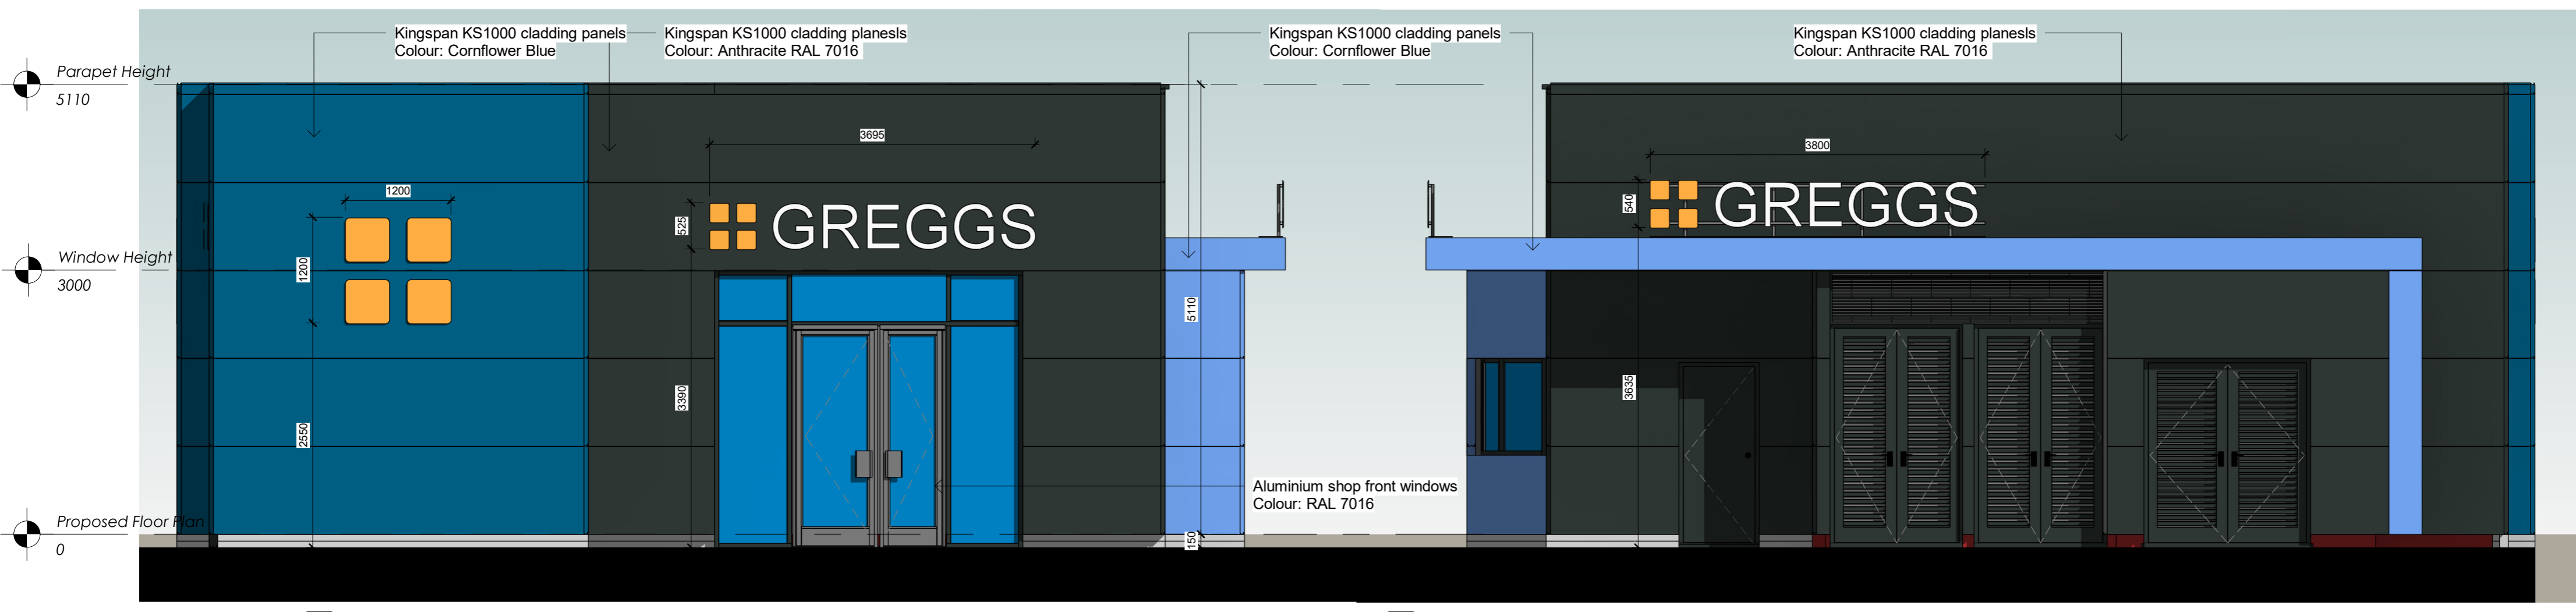 Kingspan KS1000 cladding panels
Colour: Cornflower Blue
Kingspan KS1000 cladding planesls
Colour: Anthracite RAL 7016
Kingspan KS1000 cladding panels
Colour: Cornflower Blue
Kingspan KS1000 cladding planesls
Colour: Anthracite RAL 7016
Parapet Height
5110
Window Height
3000
Proposed Floor Plan
0
1200
1200
2550
3695
525
GREGGS
3390
5110
150
Aluminium shop front windows
Colour: RAL 7016
3800
540
GREGGS
3635